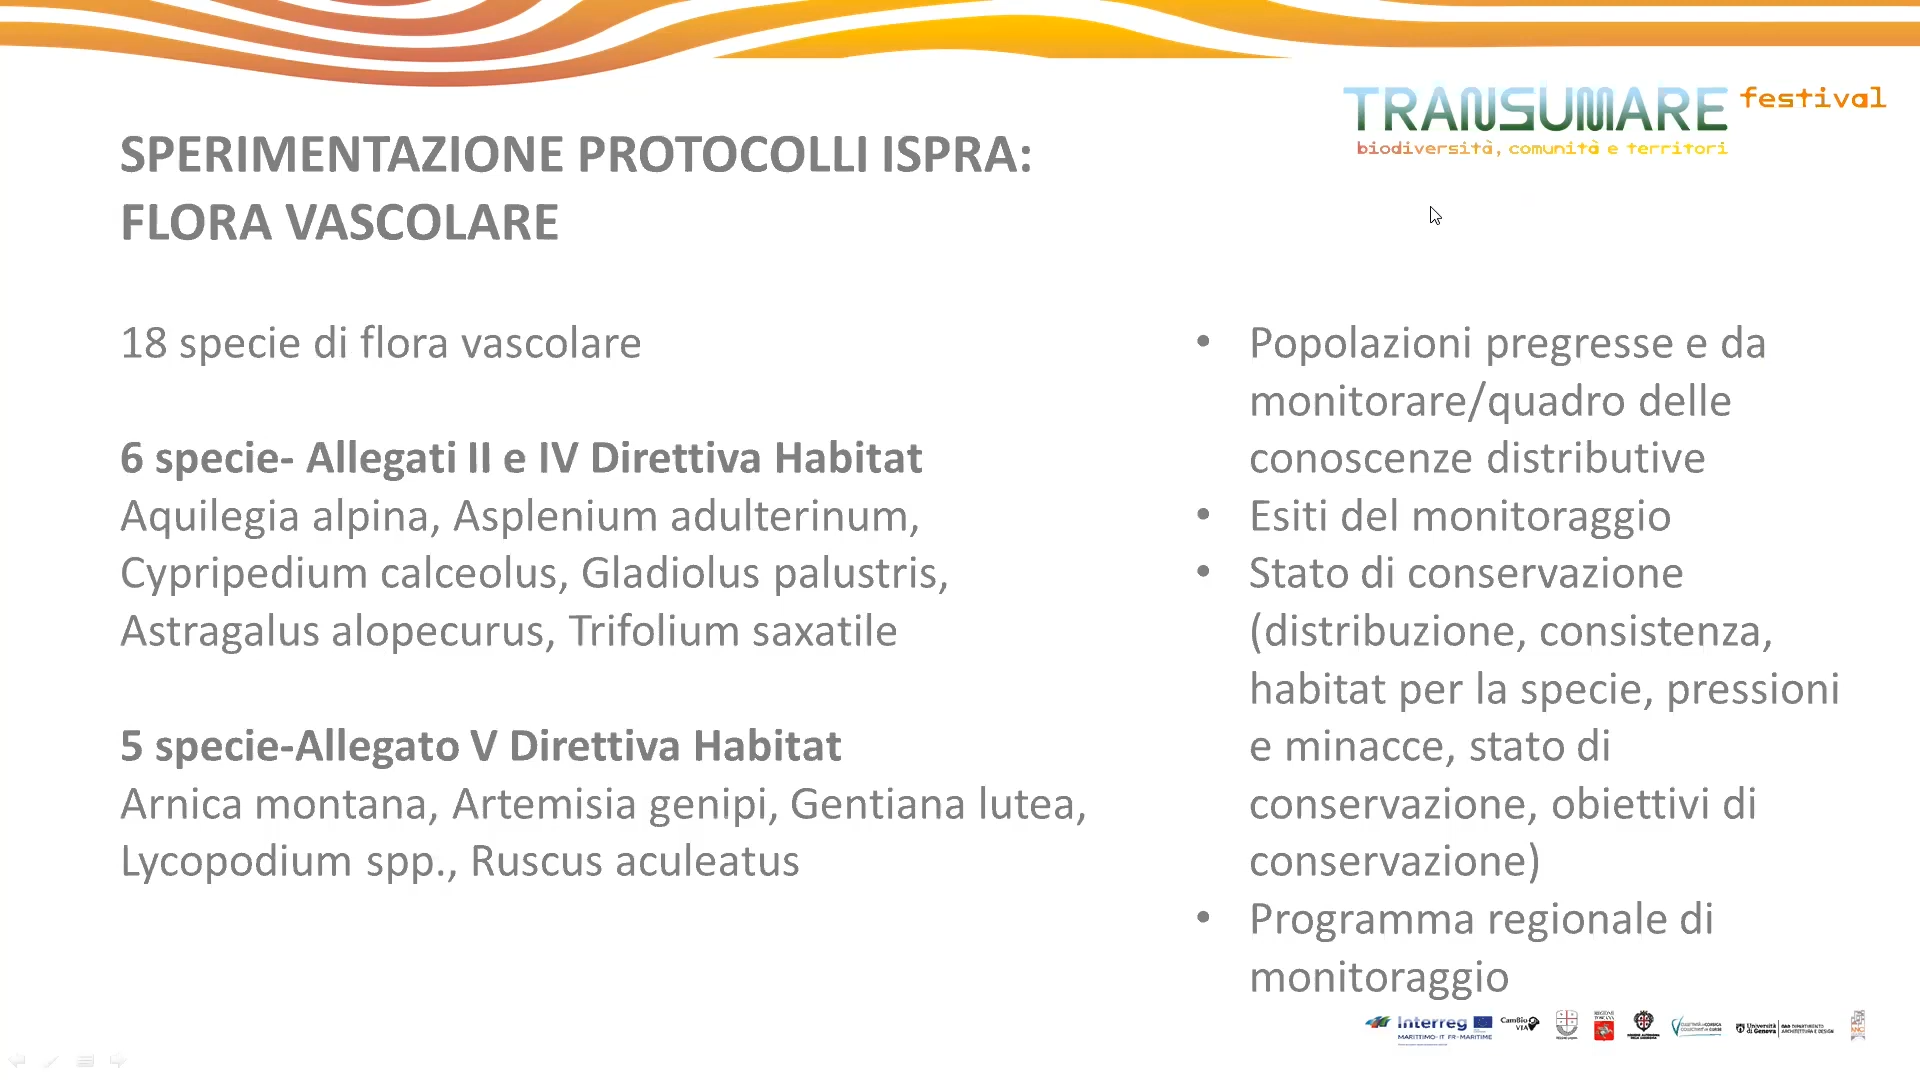 TRANSUMARE festival
biodiversità, comunità e territori
SPERIMENTAZIONE PROTOCOLLI ISPRA:
FLORA VASCOLARE
18 specie di flora vascolare
6 specie- Allegati II e IV Direttiva Habitat
Aquilegia alpina, Asplenium adulterinum,
Cypripedium calceolus, Gladiolus palustris,
Astragalus alopecurus, Trifolium saxatile
5 specie-Allegato V Direttiva Habitat
Arnica montana, Artemisia genipi, Gentiana lutea,
Lycopodium spp., Ruscus aculeatus
• Popolazioni pregresse e da
monitorare/quadro delle
conoscenze distributive
• Esiti del monitoraggio
• Stato di conservazione
(distribuzione, consistenza,
habitat per la specie, pressioni
e minacce, stato di
conservazione, obiettivi di
conservazione)
• Programma regionale di
monitoraggio
Interreg
MARITTIMO-IT FR-MARITIME
CamBio
VIA
REGIONE
TOSCANA
Università
di Genova